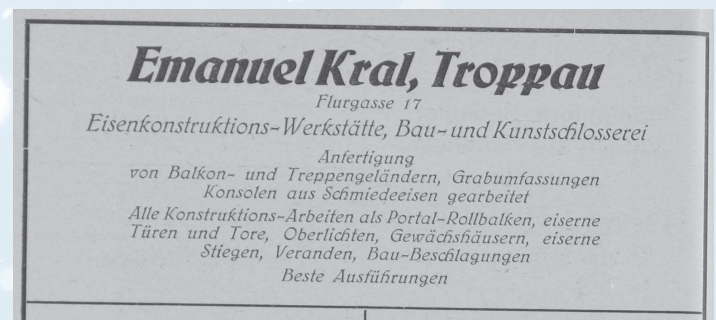 Emanuel Kral, Troppau
Flurgasse 17
Eisenkonstruktions-Werkstätte, Bau- und Kunstschlosserei
Anfertigung
von Balkon- und Treppengeländern, Grabumfassungen
Konsolen aus Schmiedeeisen gearbeitet
Alle Konstruktions-Arbeiten als Portal-Rollbalken, eiserne
Türen und Tore, Oberlichten, Gewächshäusern, eiserne
Stiegen, Veranden, Bau-Beschlagungen
Beste Ausführungen